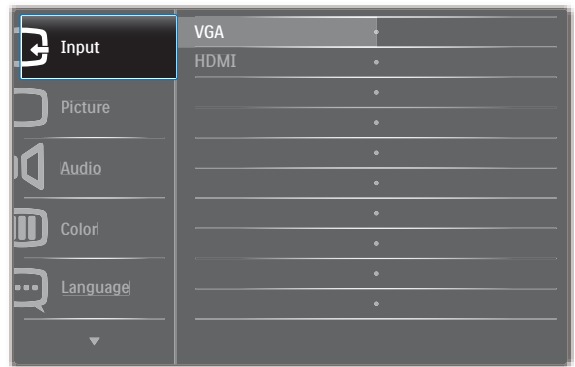 Input
Picture
Audio
Color
Language
VGA
HDMI